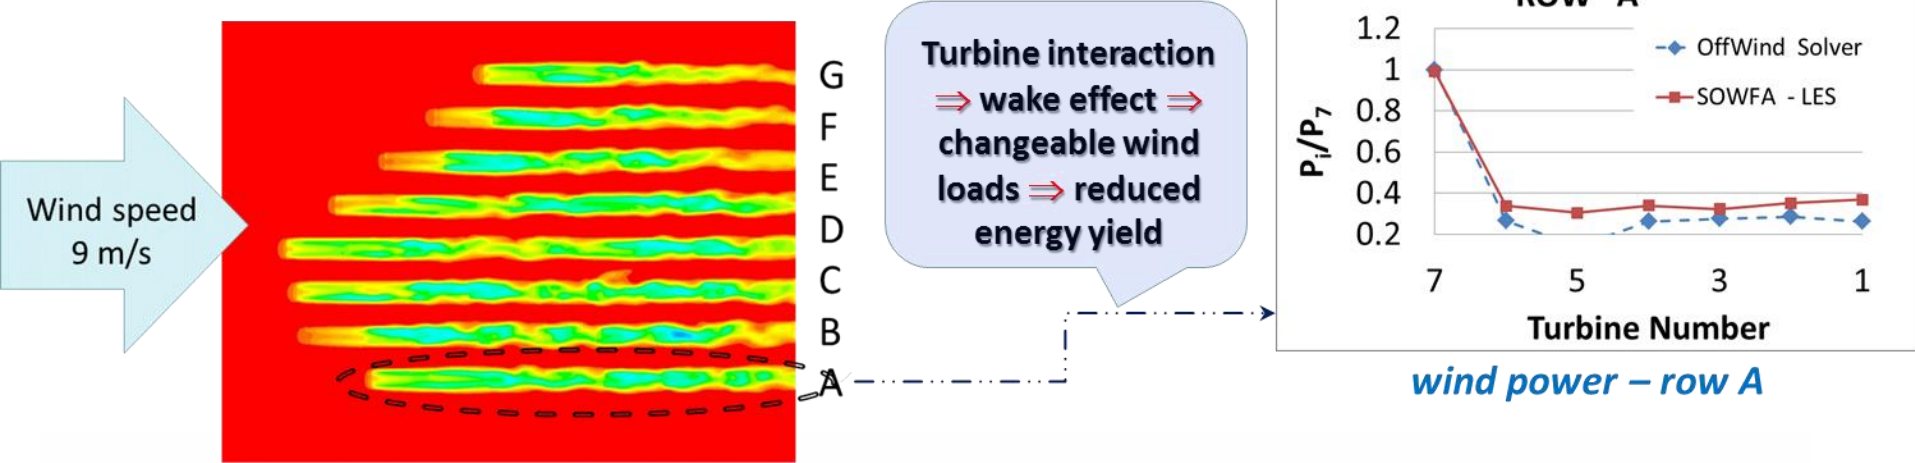 Wind speed
9 m/s
G
F
E
D
C
B
A
Turbine interaction
⇒ wake effect ⇒
changeable wind
loads ⇒ reduced
energy yield
ROW - A
1.2
1
0.8
0.6
0.4
0.2
Pi/P7
OffWind Solver
SOWFA - LES
7 5 3 1
Turbine Number
wind power – row A